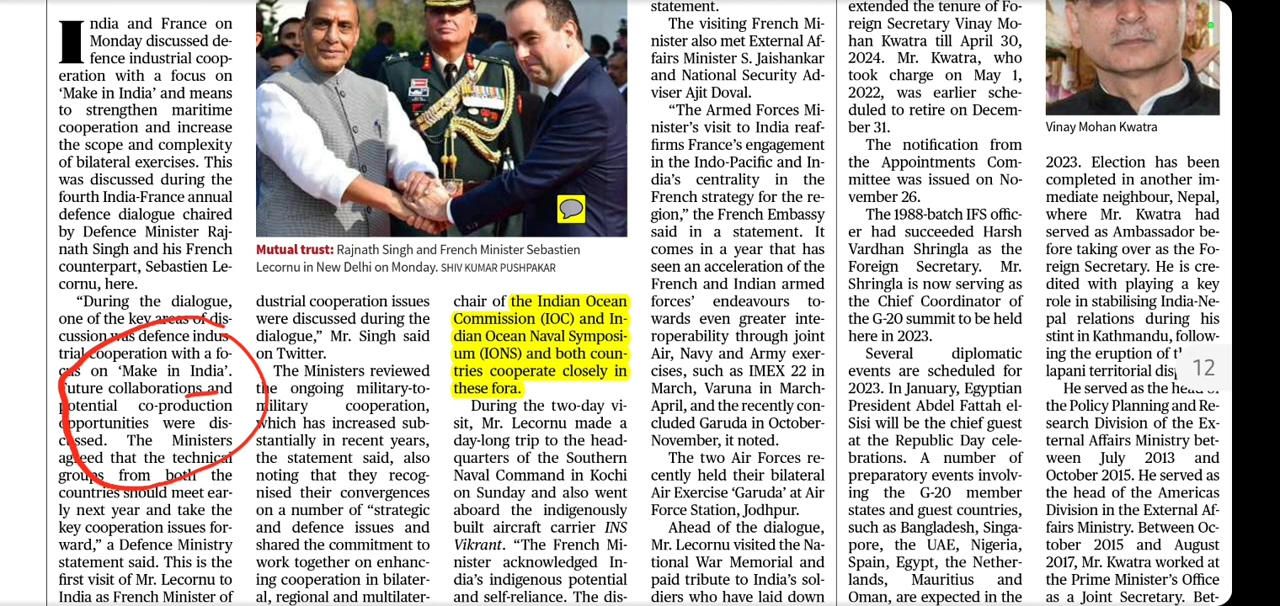 India and France on
Monday discussed de-
fence industrial coop-
eration with a focus on
‘Make in India’ and means
to strengthen maritime
cooperation and increase
the scope and complexity
of bilateral exercises. This
was discussed during the
fourth India-France annual
defence dialogue chaired
by Defence Minister Raj-
nath Singh and his French
counterpart, Sebastien Le-
cornu, here.
“During the dialogue,
one of the key areas of dis-
cussion was defence indus-
trial cooperation with a fo-
cus on ‘Make in India’.
Future collaborations and
potential co-production
opportunities were dis-
cussed. The Ministers
agreed that the technical
groups from both the
countries should meet ear-
ly next year and take the
key cooperation issues for-
ward,” a Defence Ministry
statement said. This is the
first visit of Mr. Lecornu to
India as French Minister of
Mutual trust: Rajnath Singh and French Minister Sebastien
Lecornu in New Delhi on Monday. SHIV KUMAR PUSHPAKAR
dustrial cooperation issues
were discussed during the
dialogue,” Mr. Singh said
on Twitter.
The Ministers reviewed
the ongoing military-to-
military cooperation,
which has increased sub-
stantially in recent years,
the statement said, also
noting that they recog-
nised their convergences
on a number of “strategic
and defence issues and
shared the commitment to
work together on enhanc-
ing cooperation in bilater-
al, regional and multilater-
chair of the Indian Ocean
Commission (IOC) and In-
dian Ocean Naval Symposi-
um (IONS) and both coun-
tries cooperate closely in
these fora.
During the two-day vi-
sit, Mr. Lecornu made a
day-long trip to the head-
quarters of the Southern
Naval Command in Kochi
on Sunday and also went
aboard the indigenously
built aircraft carrier INS
Vikrant. “The French Mi-
nister acknowledged In-
dia’s indigenous potential
and self-reliance. The dis-
statement.
The visiting French Mi-
nister also met External Af-
fairs Minister S. Jaishankar
and National Security Ad-
viser Ajit Doval.
“The Armed Forces Mi-
nister’s visit to India reaf-
firms France’s engagement
in the Indo-Pacific and In-
dia’s centrality in the
French strategy for the re-
gion,” the French Embassy
said in a statement. It
comes in a year that has
seen an acceleration of the
French and Indian armed
forces’ endeavours to-
wards even greater inte-
roperability through joint
Air, Navy and Army exer-
cises, such as IMEX 22 in
March, Varuna in March-
April, and the recently con-
cluded Garuda in October-
November, it noted.
The two Air Forces re-
cently held their bilateral
Air Exercise ‘Garuda’ at Air
Force Station, Jodhpur.
Ahead of the dialogue,
Mr. Lecornu visited the Na-
tional War Memorial and
paid tribute to India’s sol-
diers who have laid down
extended the tenure of Fo-
reign Secretary Vinay Mo-
han Kwatra till April 30,
2024. Mr. Kwatra, who
took charge on May 1,
2022, was earlier sche-
duled to retire on Decem-
ber 31.
The notification from
the Appointments Com-
mittee was issued on No-
vember 26.
The 1988-batch IFS offic-
er had succeeded Harsh
Vardhan Shringla as the
Foreign Secretary. Mr.
Shringla is now serving as
the Chief Coordinator of
the G-20 summit to be held
here in 2023.
Several diplomatic
events are scheduled for
2023. In January, Egyptian
President Abdel Fattah el-
Sisi will be the chief guest
at the Republic Day cele-
brations. A number of
preparatory events involv-
ing the G-20 member
states and guest countries,
such as Bangladesh, Singa-
pore, the UAE, Nigeria,
Spain, Egypt, the Nether-
lands, Mauritius and
Oman, are expected in the
Vinay Mohan Kwatra
2023. Election has been
completed in another im-
mediate neighbour, Nepal,
where Mr. Kwatra had
served as Ambassador be-
fore taking over as the Fo-
reign Secretary. He is cre-
dited with playing a key
role in stabilising India-Ne-
pal relations during his
stint in Kathmandu, follow-
ing the eruption of
lapani territorial
He served as the head of
the Policy Planning and Re-
search Division of the Ex-
ternal Affairs Ministry bet-
ween July 2013 and
October 2015. He served as
the head of the Americas
Division in the External Af-
fairs Ministry. Between Oc-
tober 2015 and August
2017, Mr. Kwatra worked at
the Prime Minister’s Office
as a Joint Secretary. Bet-
12